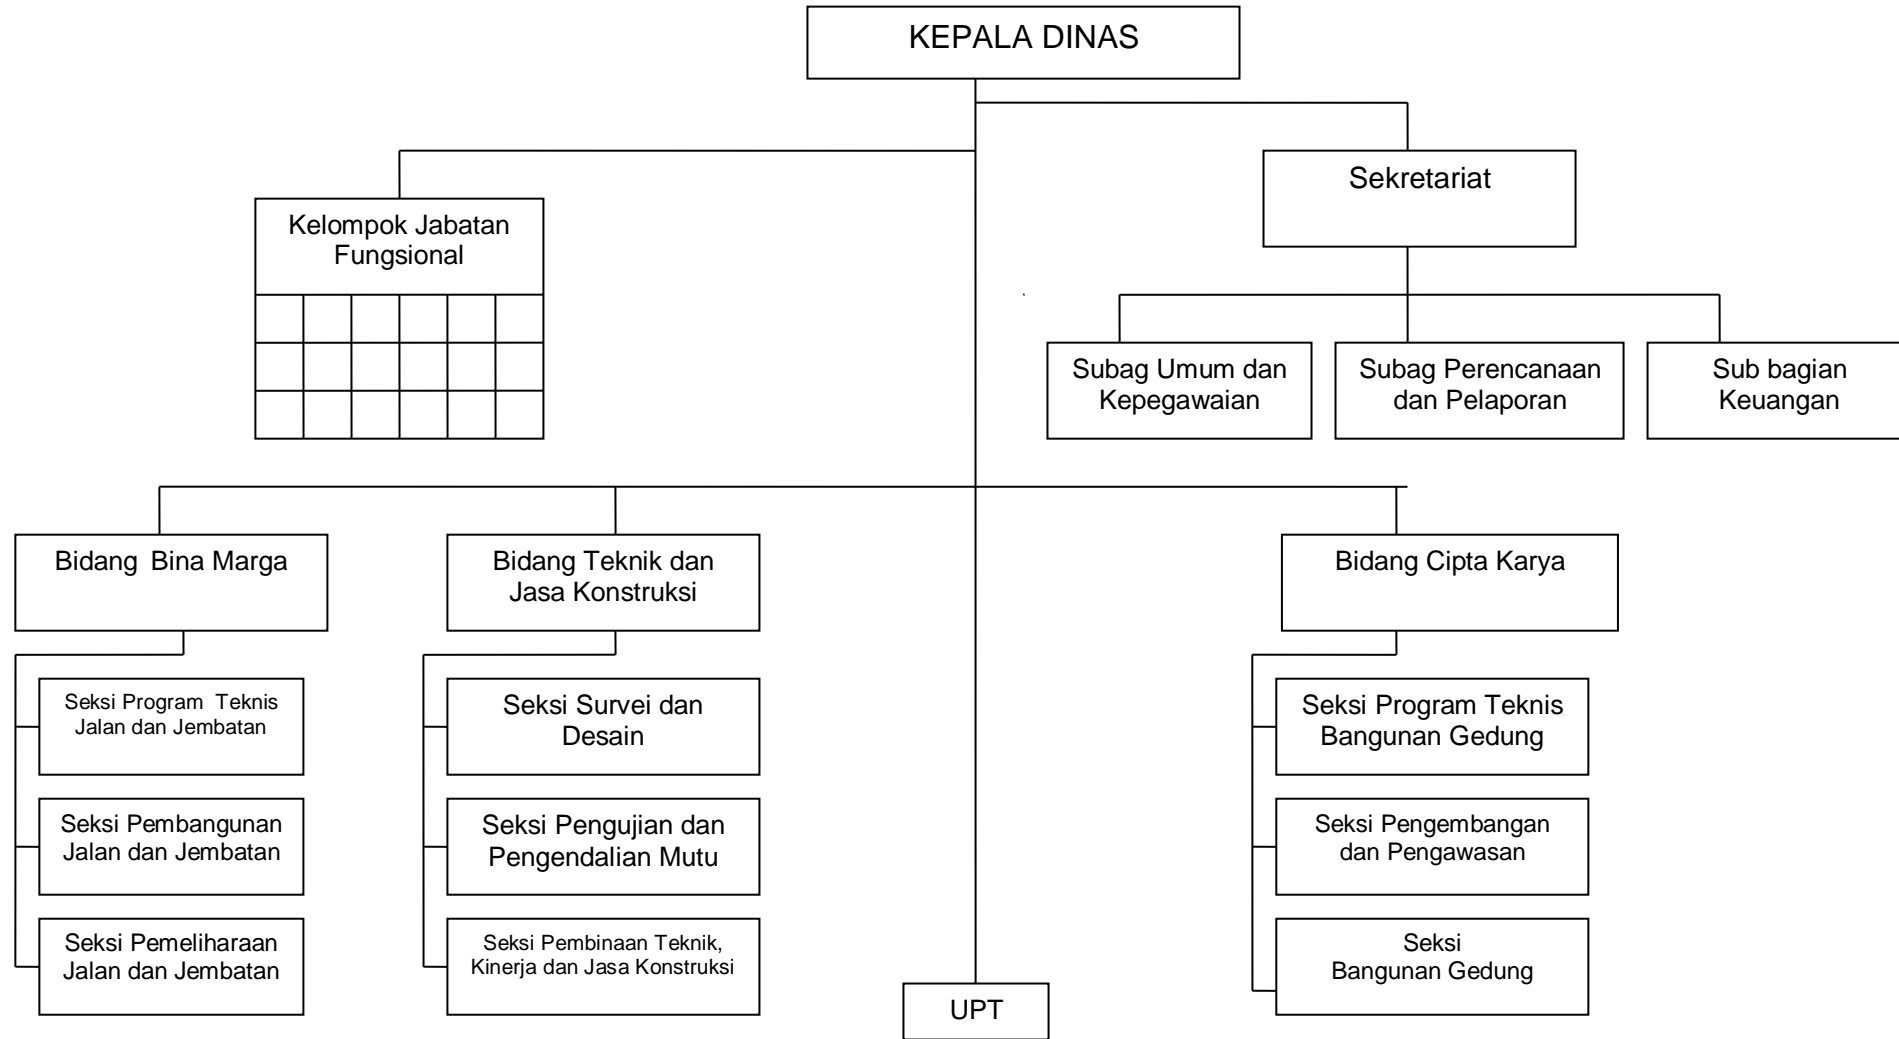 KEPALA DINAS
Sekretariat
Kelompok Jabatan
Fungsional
Subag Umum dan
Kepegawaian
Subag Perencanaan
dan Pelaporan
Sub bagian
Keuangan
Bidang  Bina Marga
Bidang Teknik dan
Jasa Konstruksi
Bidang Cipta Karya
Seksi Program  Teknis
Jalan dan Jembatan
Seksi Survei dan
Desain
Seksi Program Teknis
Bangunan Gedung
Seksi Pembangunan
Jalan dan Jembatan
Seksi Pengujian dan
Pengendalian Mutu
Seksi Pengembangan
dan Pengawasan
Seksi Pemeliharaan
Jalan dan Jembatan
Seksi Pembinaan Teknik,
Kinerja dan Jasa Konstruksi
Seksi
Bangunan Gedung
UPT